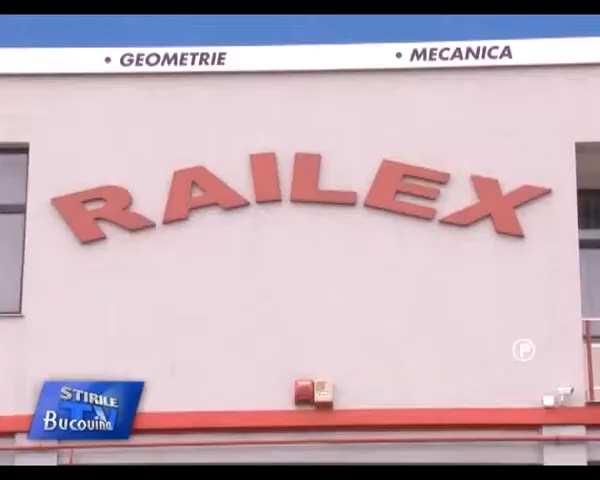 • GEOMETRIE • MECANICA
RAILEX
P
STIRILE
TV
Bucovina